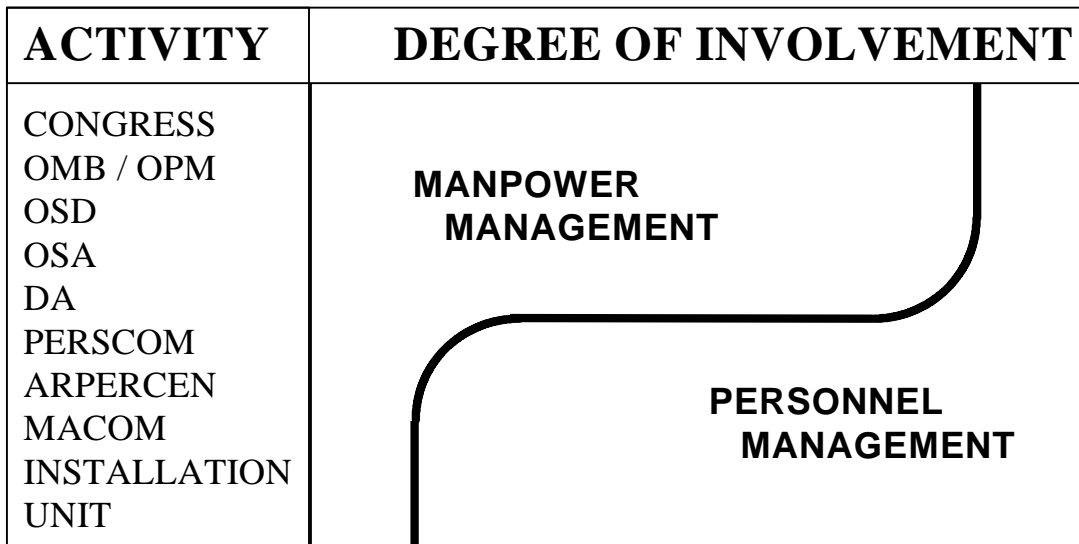 ACTIVITY
DEGREE OF INVOLVEMENT
CONGRESS
OMB / OPM
OSD
OSA
DA
PERSCOM
ARPERCEN
MACOM
INSTALLATION
UNIT
MANPOWER
MANAGEMENT
PERSONNEL
MANAGEMENT